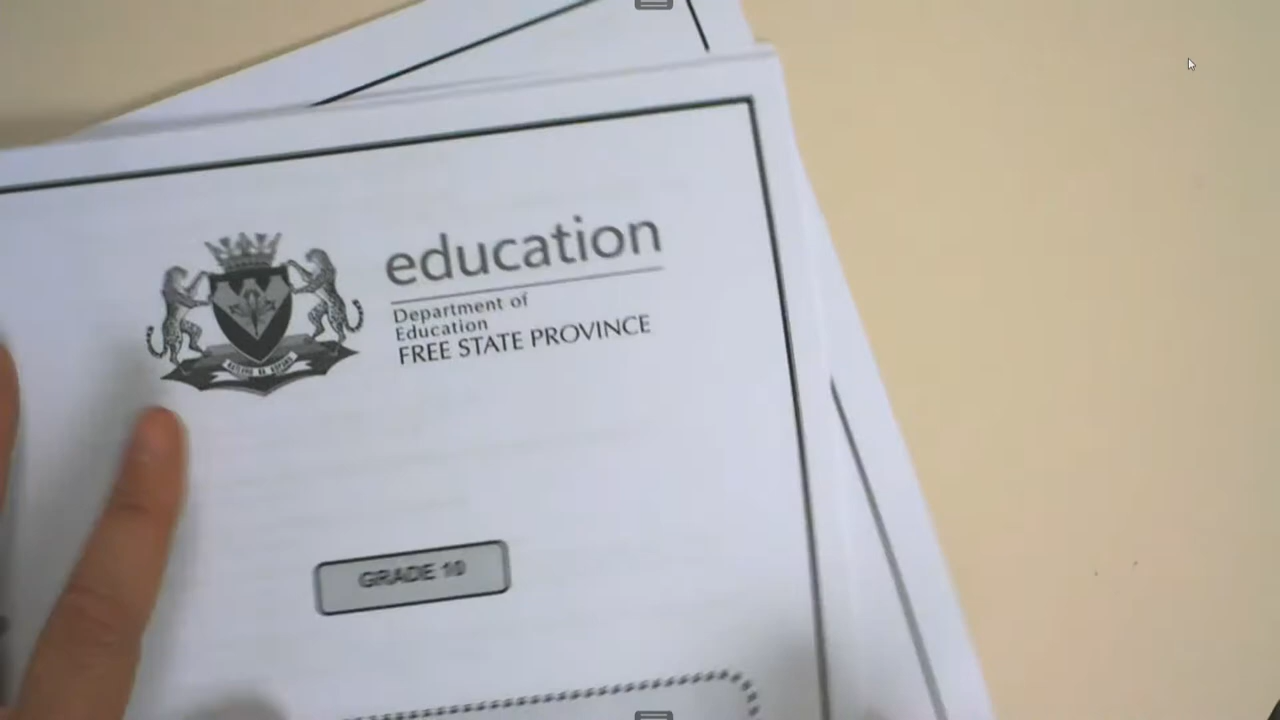 education
Department of
Education
FREE STATE PROVINCE
GRADE 10